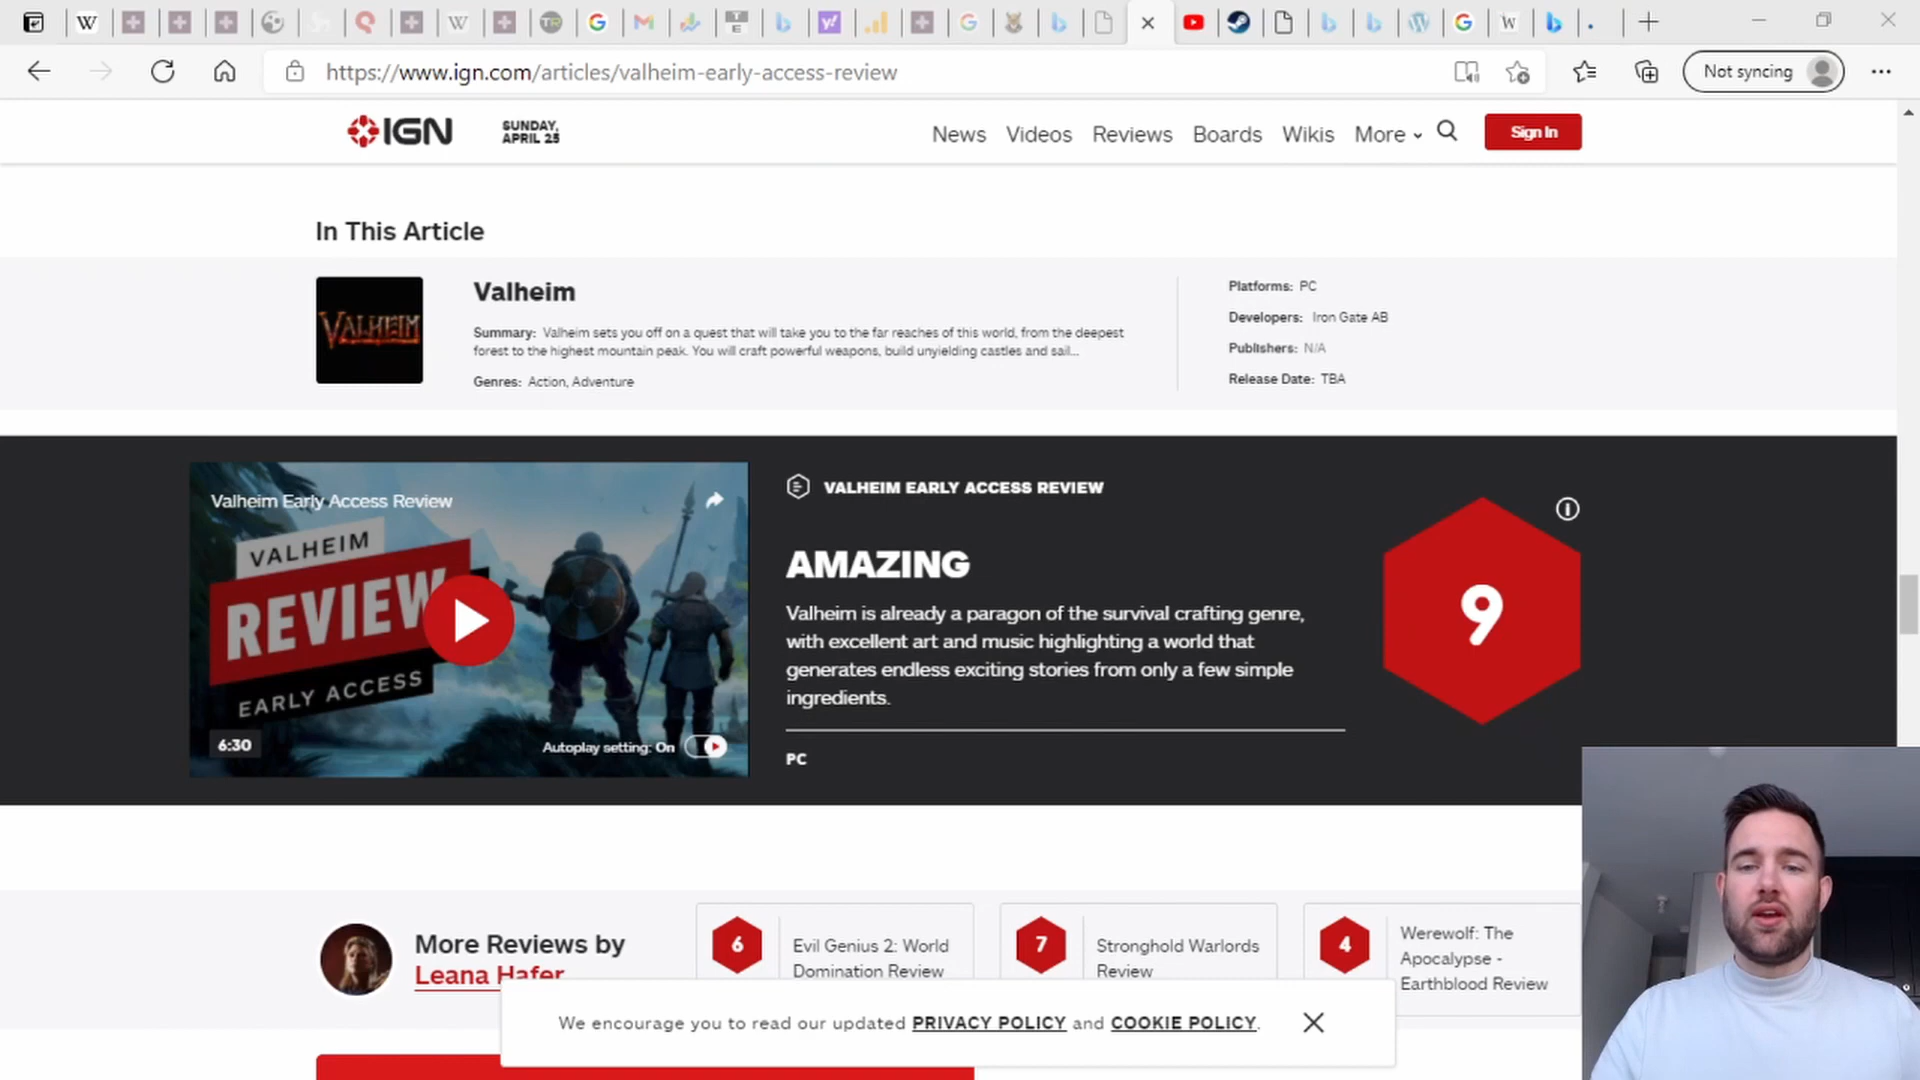 https://www.ign.com/articles/valheim-early-access-review
Not syncing
IGN
SUNDAY,
APRIL 25
News
Videos
Reviews
Boards
Wikis
More
Sign In
In This Article
VALHEIM
Valheim
Summary: Valheim sets you off on a quest that will take you to the far reaches of this world, from the deepest
forest to the highest mountain peak. You will craft powerful weapons, build unyielding castles and sail...
Genres: Action, Adventure
Platforms: PC
Developers: Iron Gate AB
Publishers: N/A
Release Date: TBA
Valheim Early Access Review
VALHEIM
REVIEW
EARLY ACCESS
6:30
Autoplay setting: On
VALHEIM EARLY ACCESS REVIEW
AMAZING
Valheim is already a paragon of the survival crafting genre,
with excellent art and music highlighting a world that
generates endless exciting stories from only a few simple
ingredients.
PC
9
More Reviews by
Leana Hafer
6
Evil Genius 2: World
Domination Review
7
Stronghold Warlords
Review
4
Werewolf: The
Apocalypse -
Earthblood Review
We encourage you to read our updated PRIVACY POLICY and COOKIE POLICY.